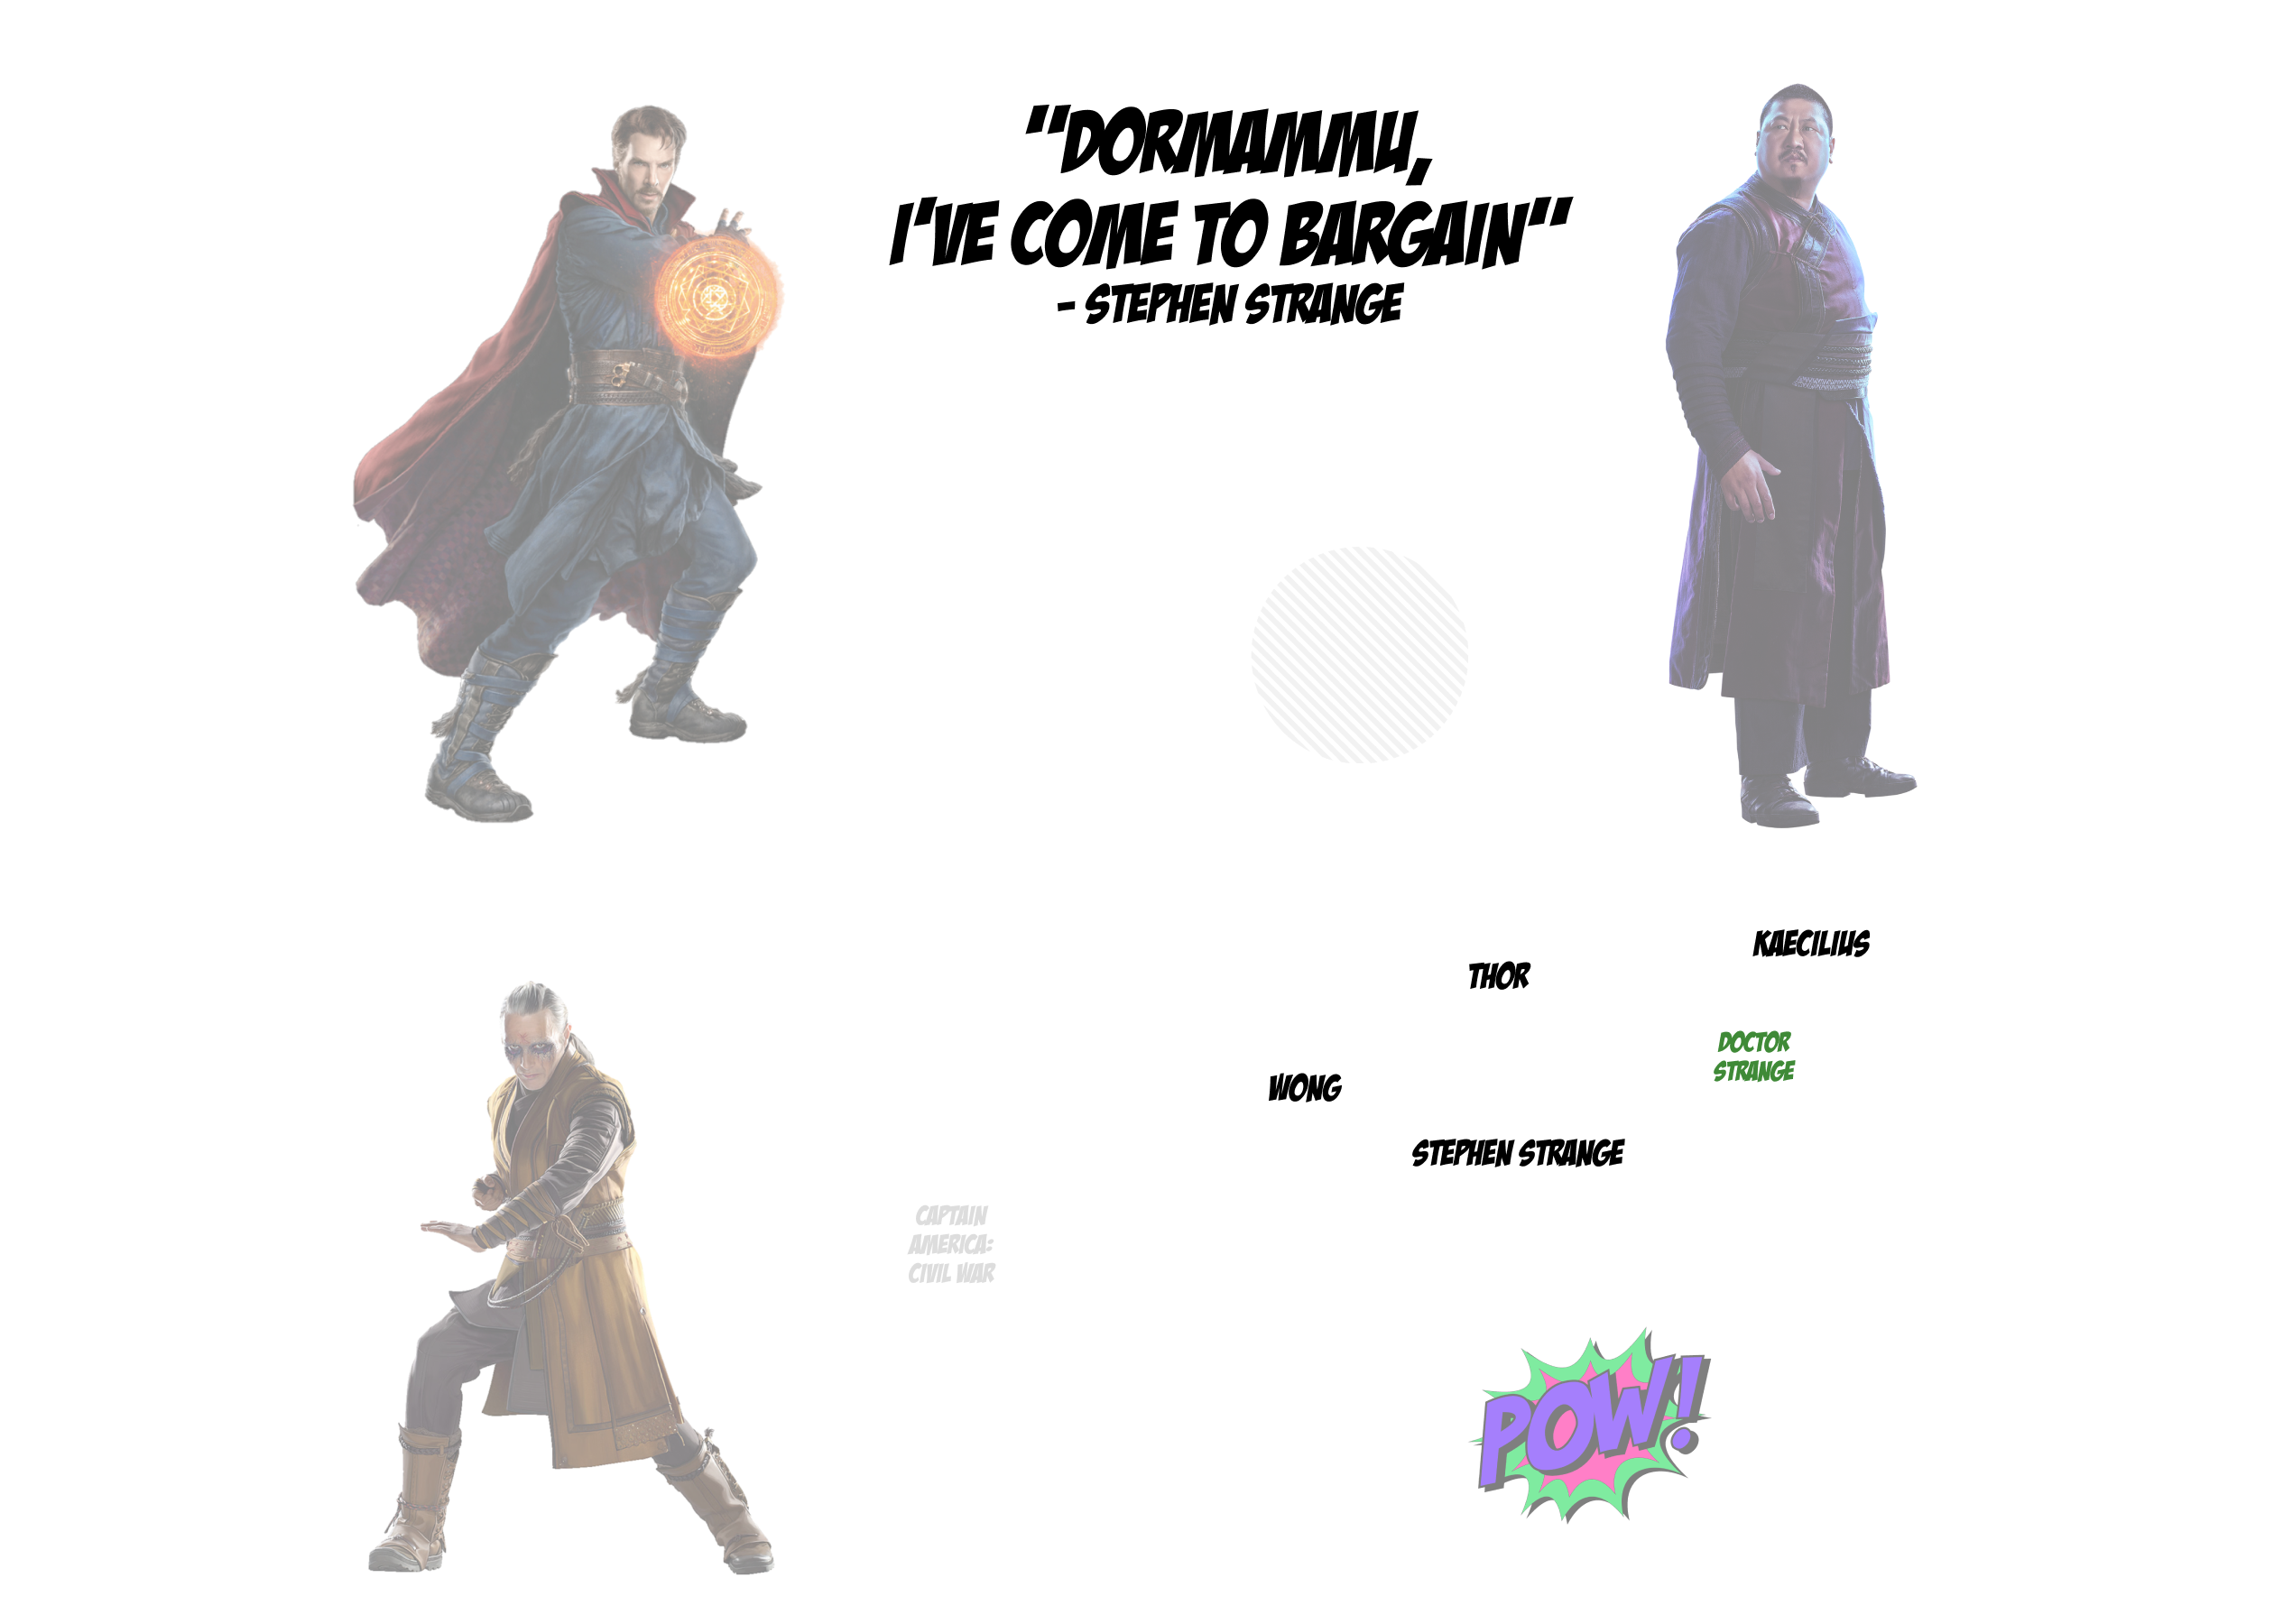 "DORMAMMU,
I'VE COME TO BARGAIN"
- STEPHEN STRANGE
KAECILIUS
THOR
DOCTOR
STRANGE
WONG
STEPHEN STRANGE
CAPTAIN
AMERICA:
CIVIL WAR
POW!